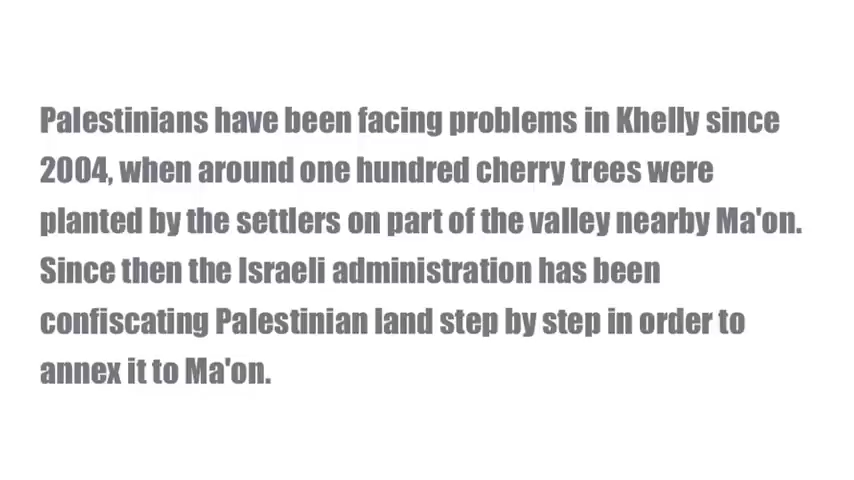 Palestinians have been facing problems in Khelly since
2004, when around one hundred cherry trees were
planted by the settlers on part of the valley nearby Ma'on.
Since then the Israeli administration has been
confiscating Palestinian land step by step in order to
annex it to Ma'on.